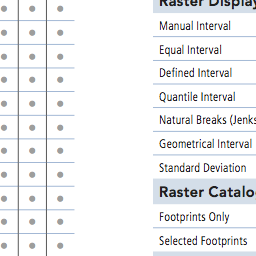 Raster Display
Manual Interval
Equal Interval
Defined Interval
Quantile Interval
Natural Breaks (Jenks
Geometrical Interval
Standard Deviation
Raster Catalo
Footprints Only
Selected Footprints